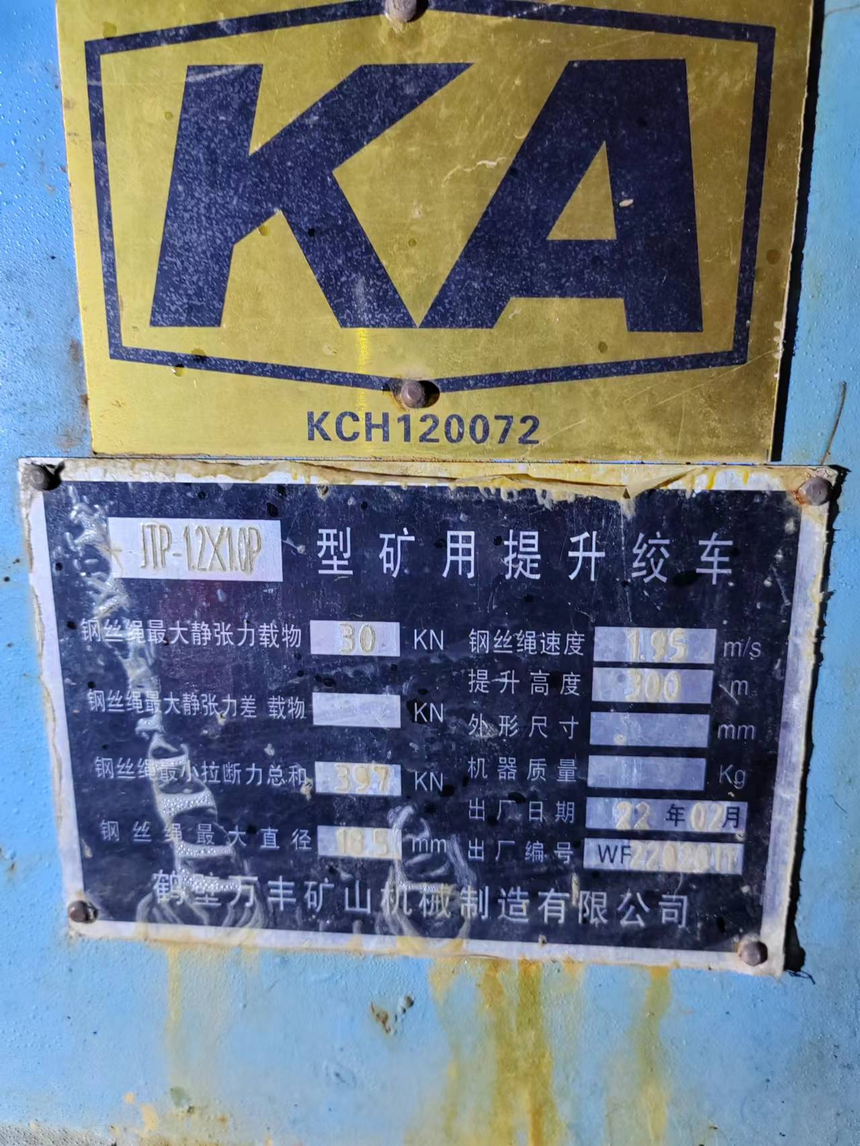 KA
KCH120072
JTP-1.2X1.0P 型矿用提升绞车
钢丝绳最大静张力载物 30 KN
钢丝绳最大静张力差 载物 KN
钢丝绳最小拉断力总和 397 KN
钢丝绳最大直径 18.5 mm
钢丝绳速度 1.95 m/s
提升高度 300 m
外形尺寸 mm
机器质量 Kg
出厂日期 22 年 02 月
出厂编号
鹤壁万丰矿山机械制造有限公司